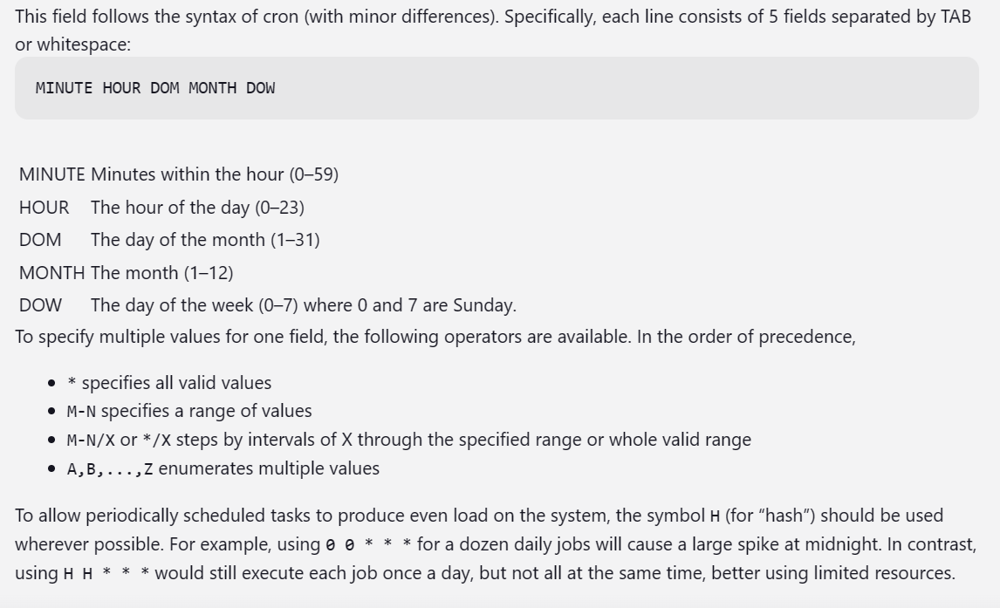 This field follows the syntax of cron (with minor differences). Specifically, each line consists of 5 fields separated by TAB
or whitespace:
MINUTE HOUR DOM MONTH DOW
MINUTE Minutes within the hour (0–59)
HOUR The hour of the day (0–23)
DOM The day of the month (1–31)
MONTH The month (1–12)
DOW The day of the week (0–7) where 0 and 7 are Sunday.
To specify multiple values for one field, the following operators are available. In the order of precedence,
• * specifies all valid values
• M-N specifies a range of values
• M-N/X or */X steps by intervals of X through the specified range or whole valid range
• A,B,...,Z enumerates multiple values
To allow periodically scheduled tasks to produce even load on the system, the symbol H (for “hash”) should be used
wherever possible. For example, using 0 0 * * * for a dozen daily jobs will cause a large spike at midnight. In contrast,
using H H * * * would still execute each job once a day, but not all at the same time, better using limited resources.